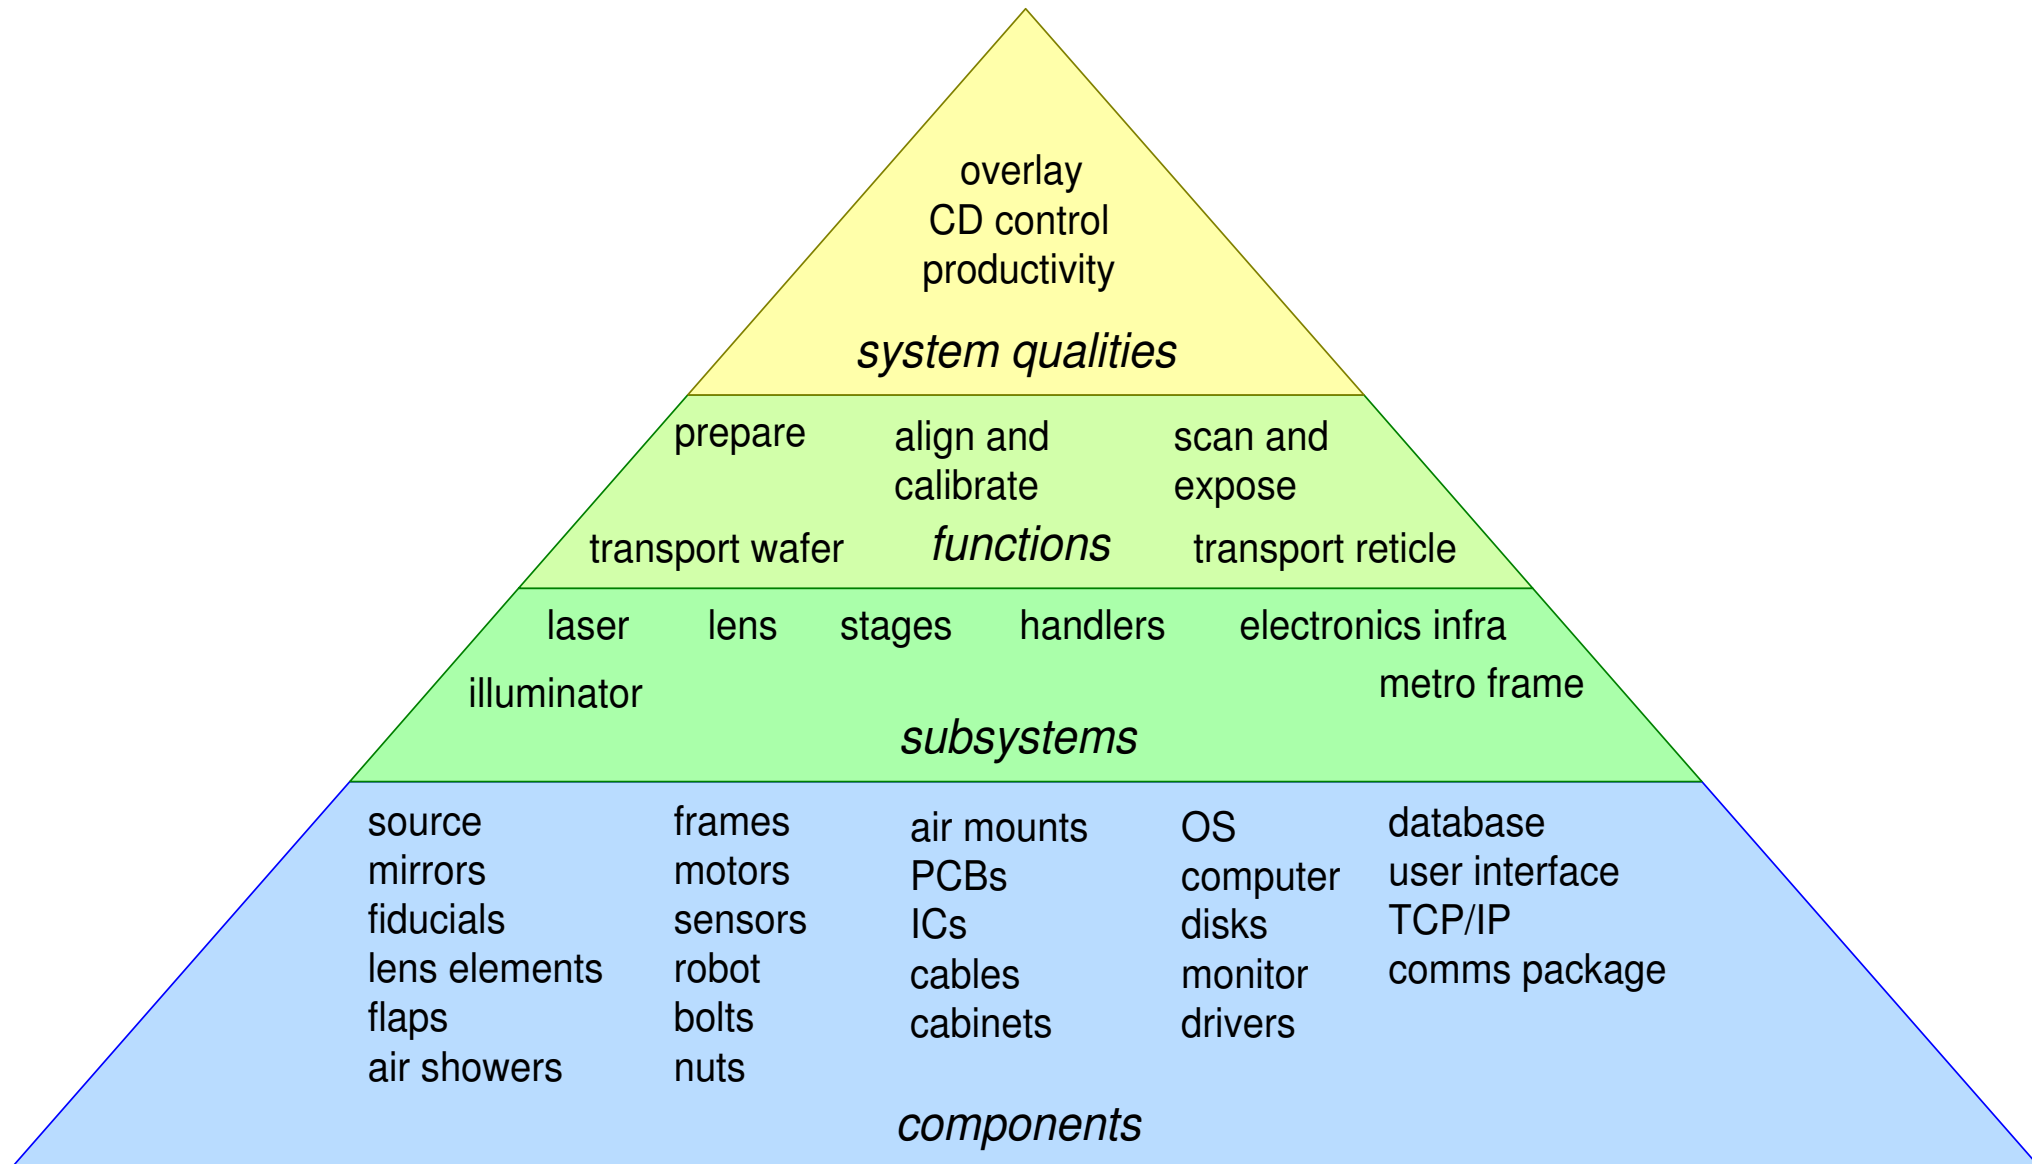 overlay
CD control
productivity
system qualities
prepare
align and
calibrate
scan and
expose
transport wafer
functions
transport reticle
laser
lens
stages
handlers
electronics infra
illuminator
metro frame
subsystems
source
mirrors
fiducials
lens elements
flaps
air showers
frames
motors
sensors
robot
bolts
nuts
air mounts
PCBs
ICs
cables
cabinets
OS
computer
disks
monitor
drivers
database
user interface
TCP/IP
comms package
components